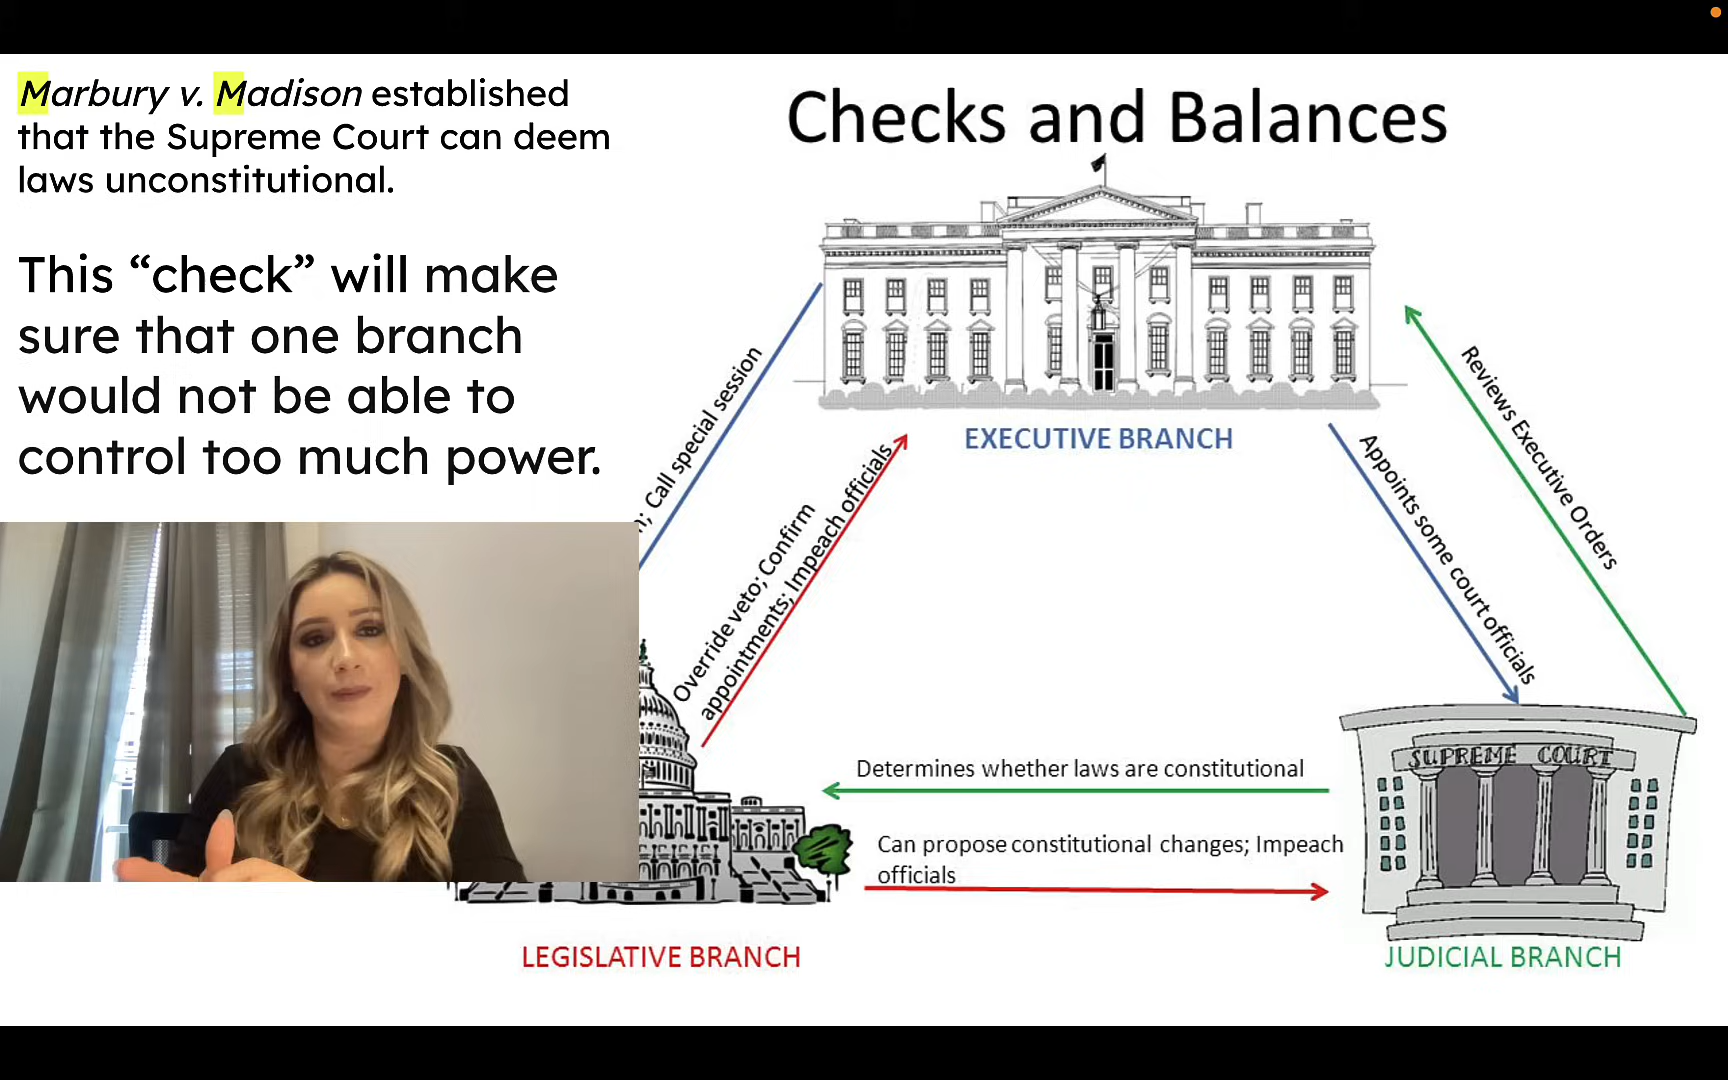 Marbury v. Madison established
that the Supreme Court can deem
laws unconstitutional.
This “check” will make
sure that one branch
would not be able to
control too much power.
Checks and Balances
EXECUTIVE BRANCH
Call special session
Override veto; Confirm
appointments; Impeach officials
Reviews Executive Orders
Appoints some court officials
Determines whether laws are constitutional
Can propose constitutional changes; Impeach
officials
SUPREME COURT
LEGISLATIVE BRANCH
JUDICIAL BRANCH